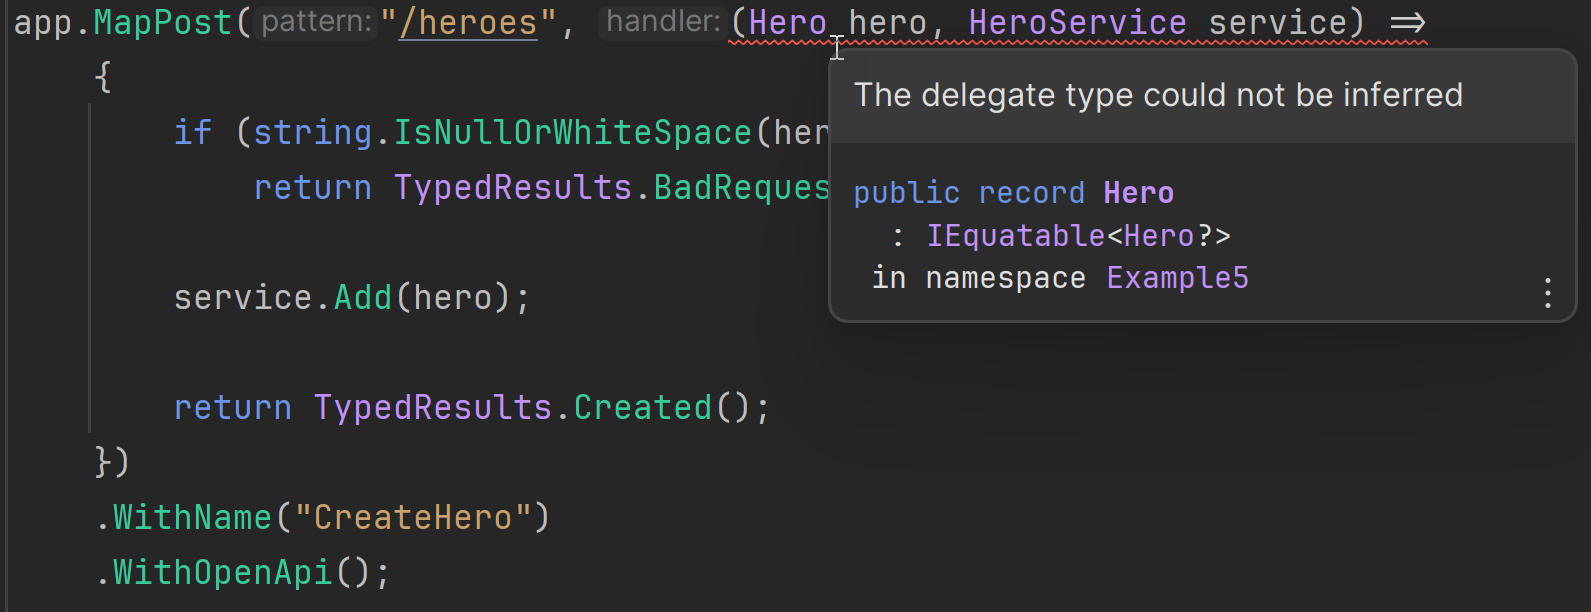 app.MapPost(pattern:"/heroes", handler:(Hero hero, HeroService service) =>
{
if (string.IsNullOrWhiteSpace(her
return TypedResults.BadReques
service.Add(hero);
return TypedResults.Created();
})
.WithName("CreateHero")
.WithOpenApi();
The delegate type could not be inferred
public record Hero
: IEquatable<Hero?>
in namespace Example5